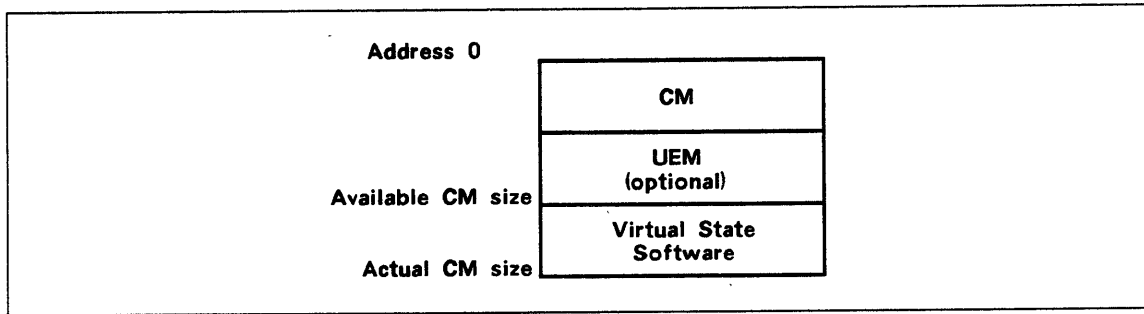 Address 0
CM
UEM
(optional)
Available CM size
Virtual State
Software
Actual CM size